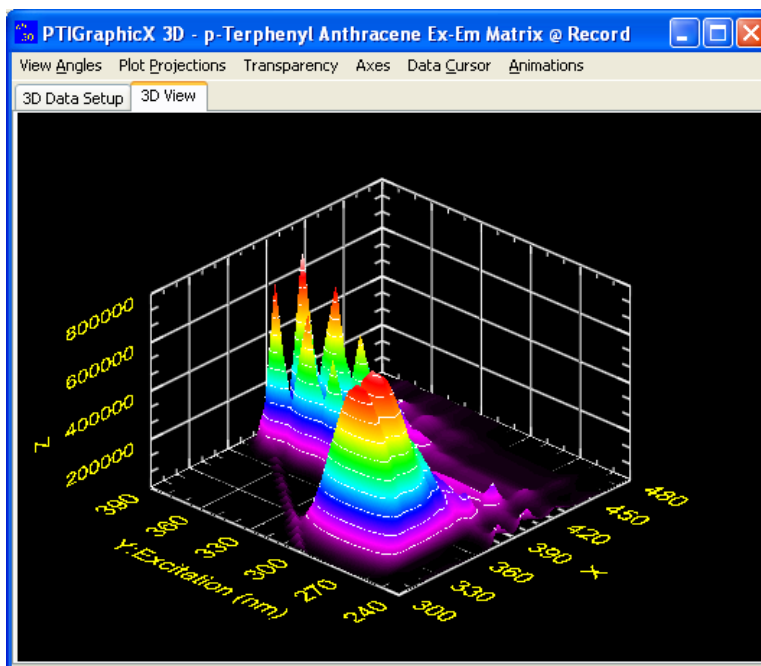 PTIGraphicX 3D - p-Terphenyl Anthracene Ex-Em Matrix @ Record
View Angles Plot Projections Transparency Axes Data Cursor Animations
3D Data Setup 3D View
800000
600000
400000
200000
Z
390
360
330
300
270
240
Y:Excitation (nm)
480
450
420
390
360
330
300
X